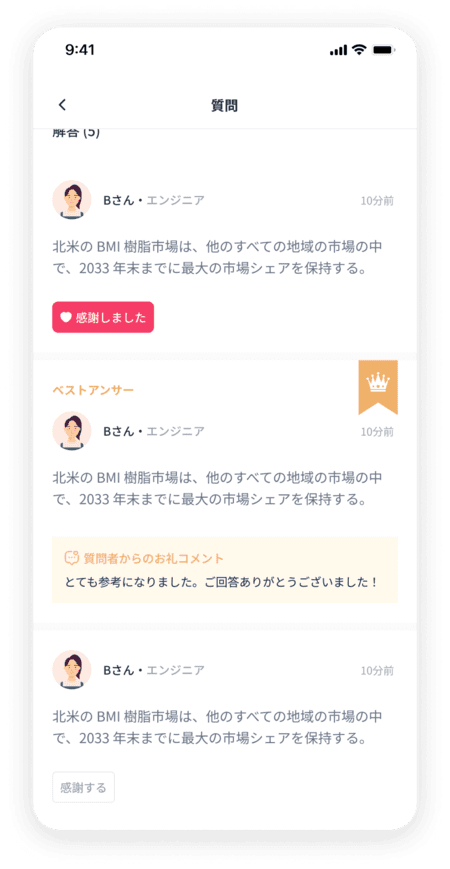 9:41
質問
解答 (5)
Bさん・エンジニア
10分前
北米の BMI 樹脂市場は、他のすべての地域の市場の中
で、2033 年末までに最大の市場シェアを保持する。
感謝しました
ベストアンサー
Bさん・エンジニア
10分前
北米の BMI 樹脂市場は、他のすべての地域の市場の中
で、2033 年末までに最大の市場シェアを保持する。
質問者からのお礼コメント
とても参考になりました。ご回答ありがとうございました！
Bさん・エンジニア
10分前
北米の BMI 樹脂市場は、他のすべての地域の市場の中
で、2033 年末までに最大の市場シェアを保持する。
感謝する